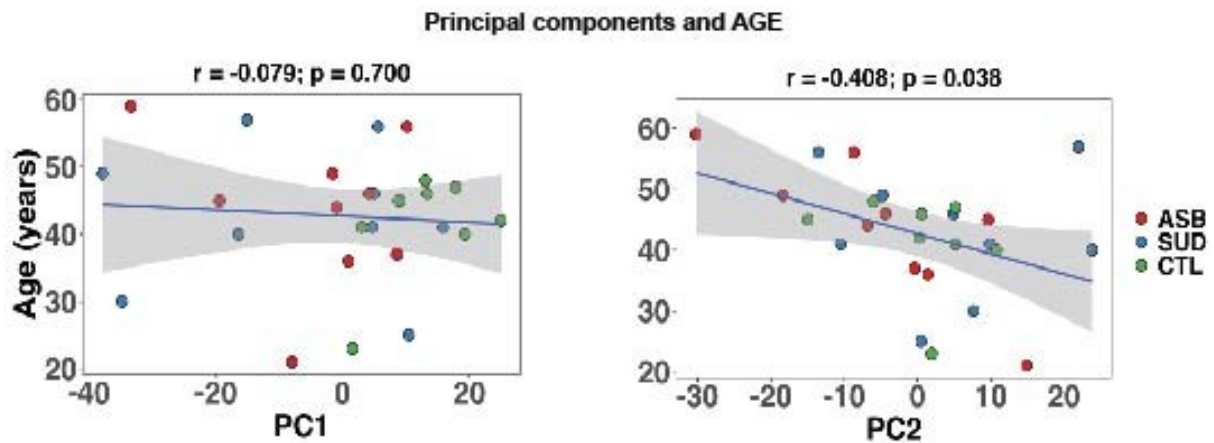 Principal components and AGE
r = -0.079; p = 0.700
60
50
40
30
20
Age (years)
-40
-20
0
20
PC1
r = -0.408; p = 0.038
60
50
40
30
20
-30
-20
-10
0
10
20
PC2
ASB
SUD
CTL